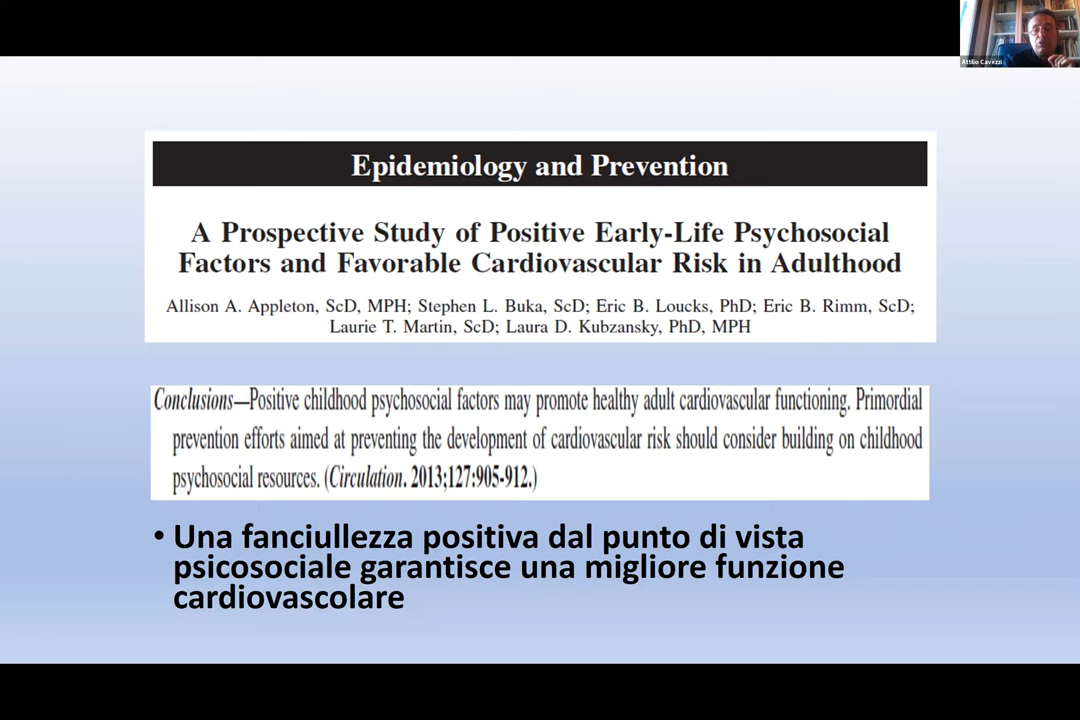 Attilio Cavezzi
Epidemiology and Prevention
A Prospective Study of Positive Early-Life Psychosocial
Factors and Favorable Cardiovascular Risk in Adulthood
Allison A. Appleton, ScD, MPH; Stephen L. Buka, ScD; Eric B. Loucks, PhD; Eric B. Rimm, ScD;
Laurie T. Martin, ScD; Laura D. Kubzansky, PhD, MPH
Conclusions—Positive childhood psychosocial factors may promote healthy adult cardiovascular functioning. Primordial
prevention efforts aimed at preventing the development of cardiovascular risk should consider building on childhood
psychosocial resources. (Circulation. 2013;127:905-912.)
• Una fanciullezza positiva dal punto di vista
psicosociale garantisce una migliore funzione
cardiovascolare